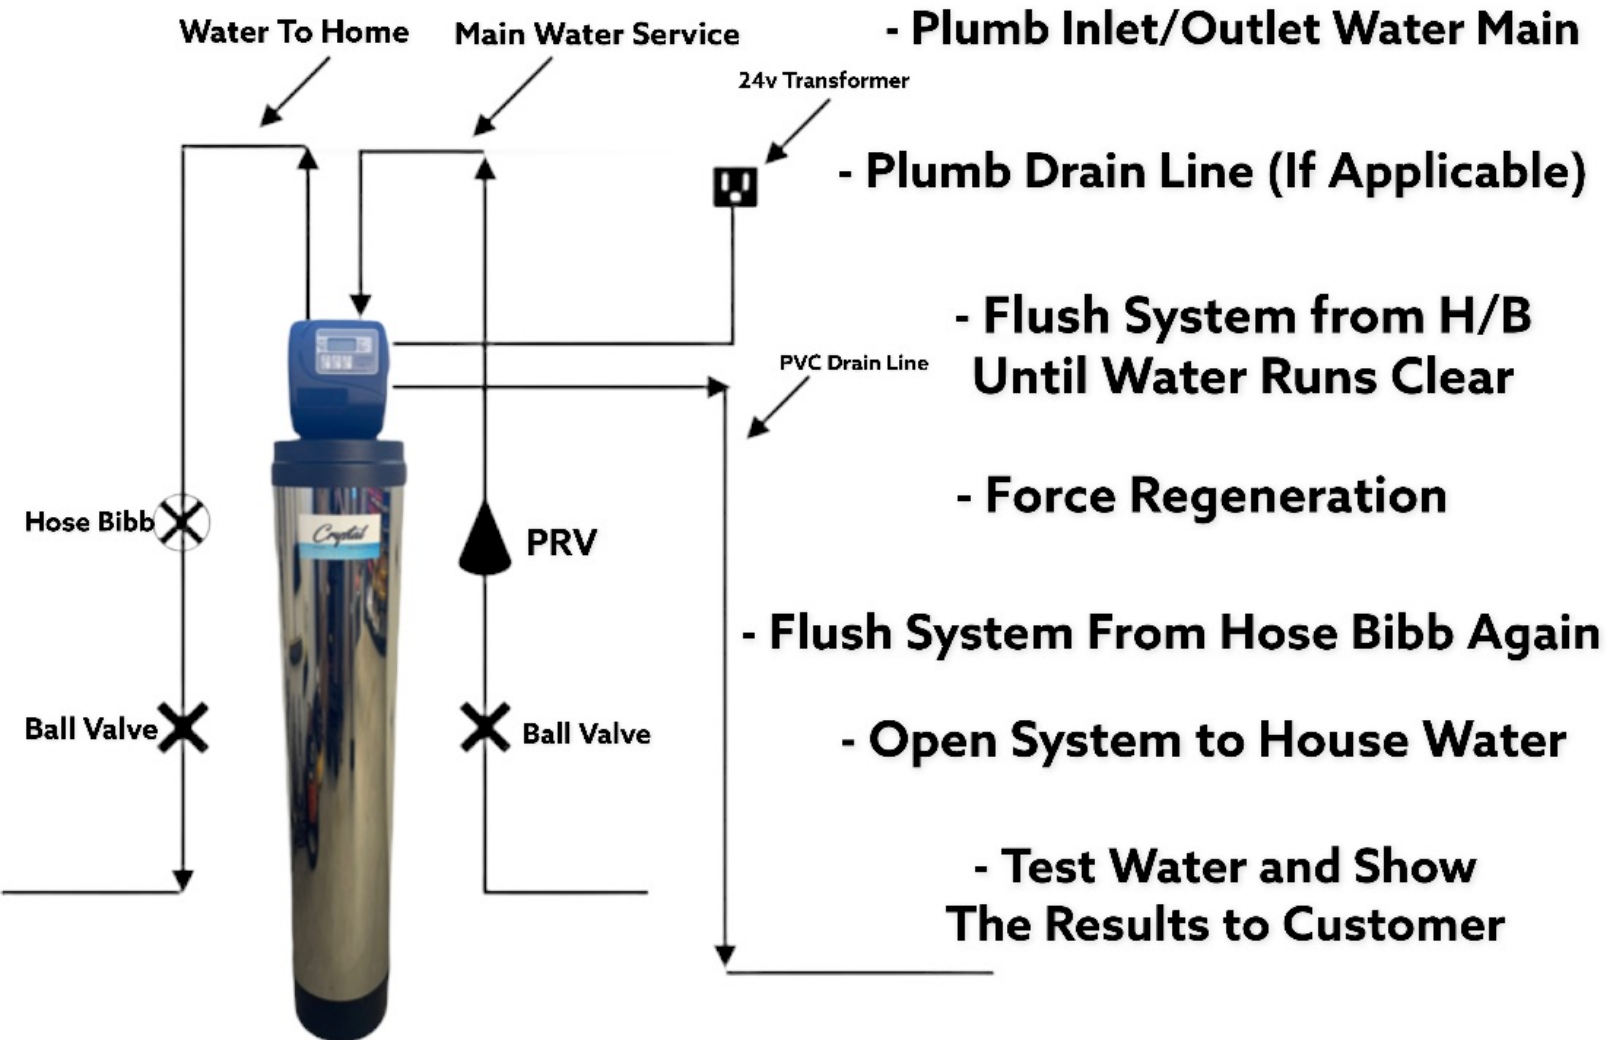 Water To Home
Main Water Service
24v Transformer
PVC Drain Line
Hose Bibb
PRV
Ball Valve
Ball Valve
Crystal
- Plumb Inlet/Outlet Water Main
- Plumb Drain Line (If Applicable)
- Flush System from H/B
Until Water Runs Clear
- Force Regeneration
- Flush System From Hose Bibb Again
- Open System to House Water
- Test Water and Show
The Results to Customer